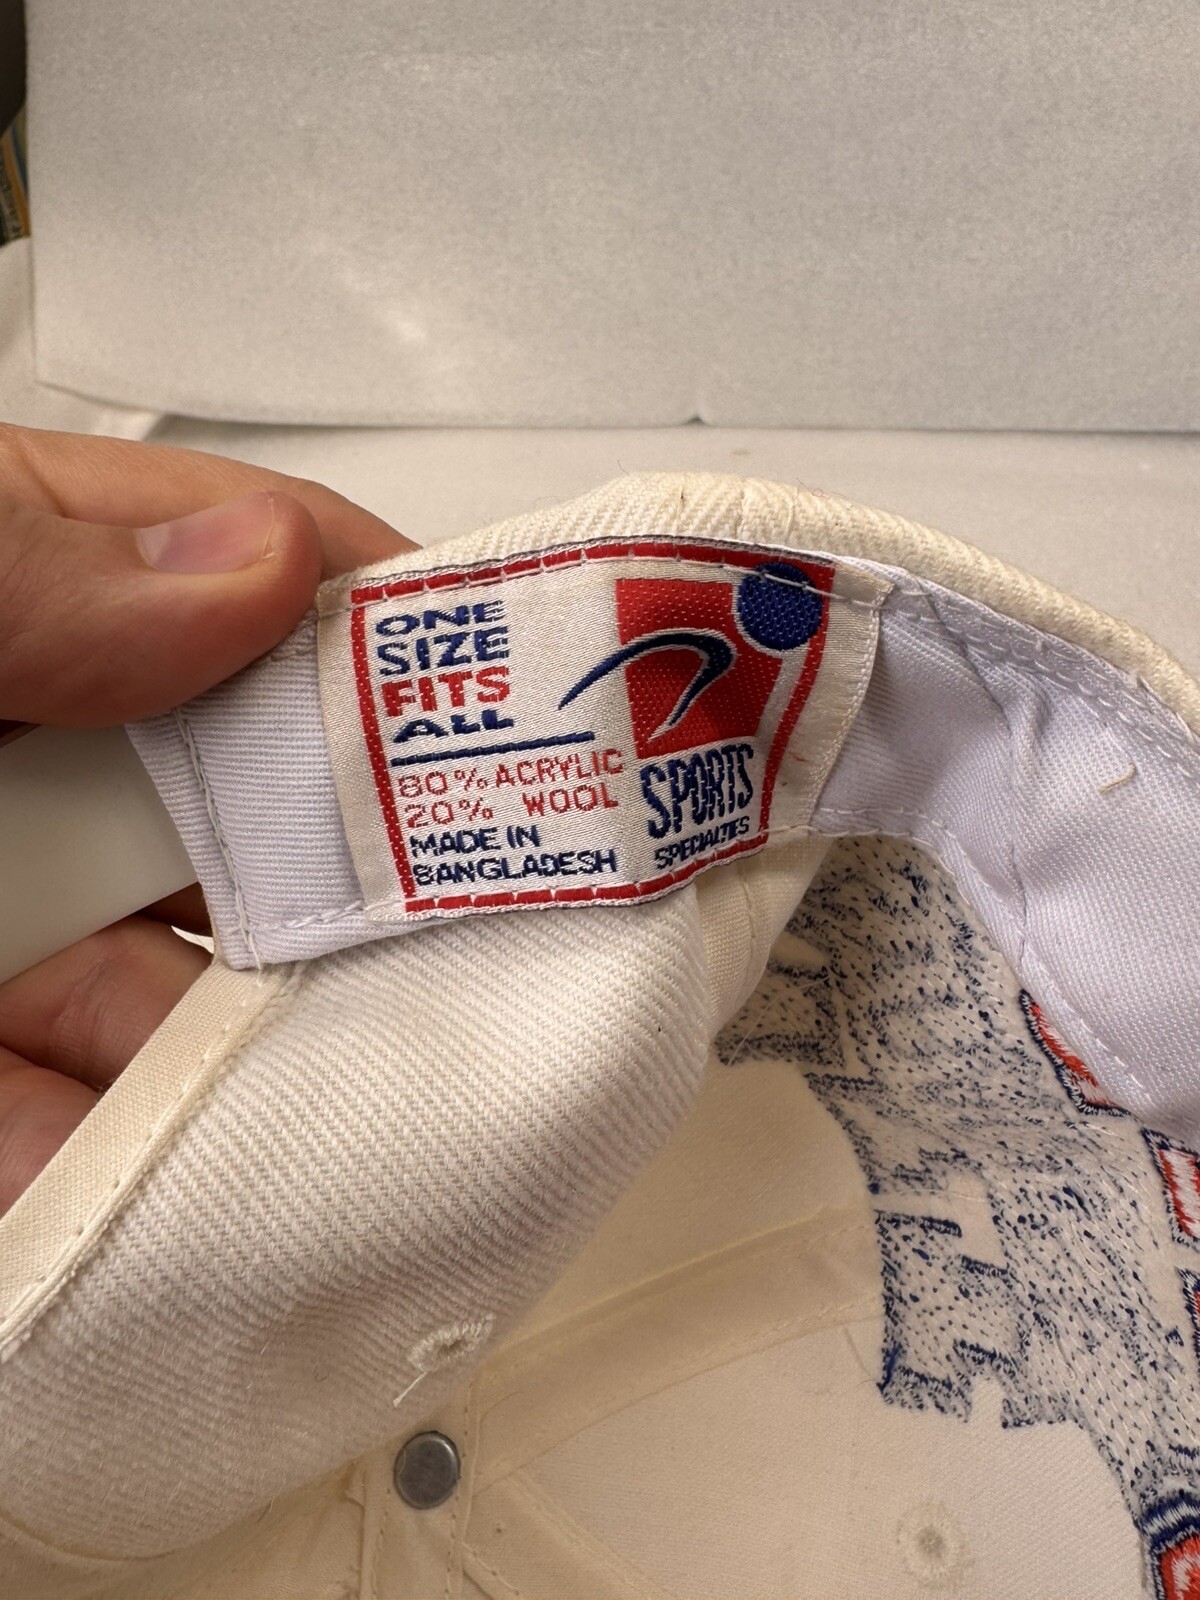 ONE
SIZE
FITS
ALL
80% ACRYLIC
20% WOOL
MADE IN
BANGLADESH
SPORTS
SPECIALTIES